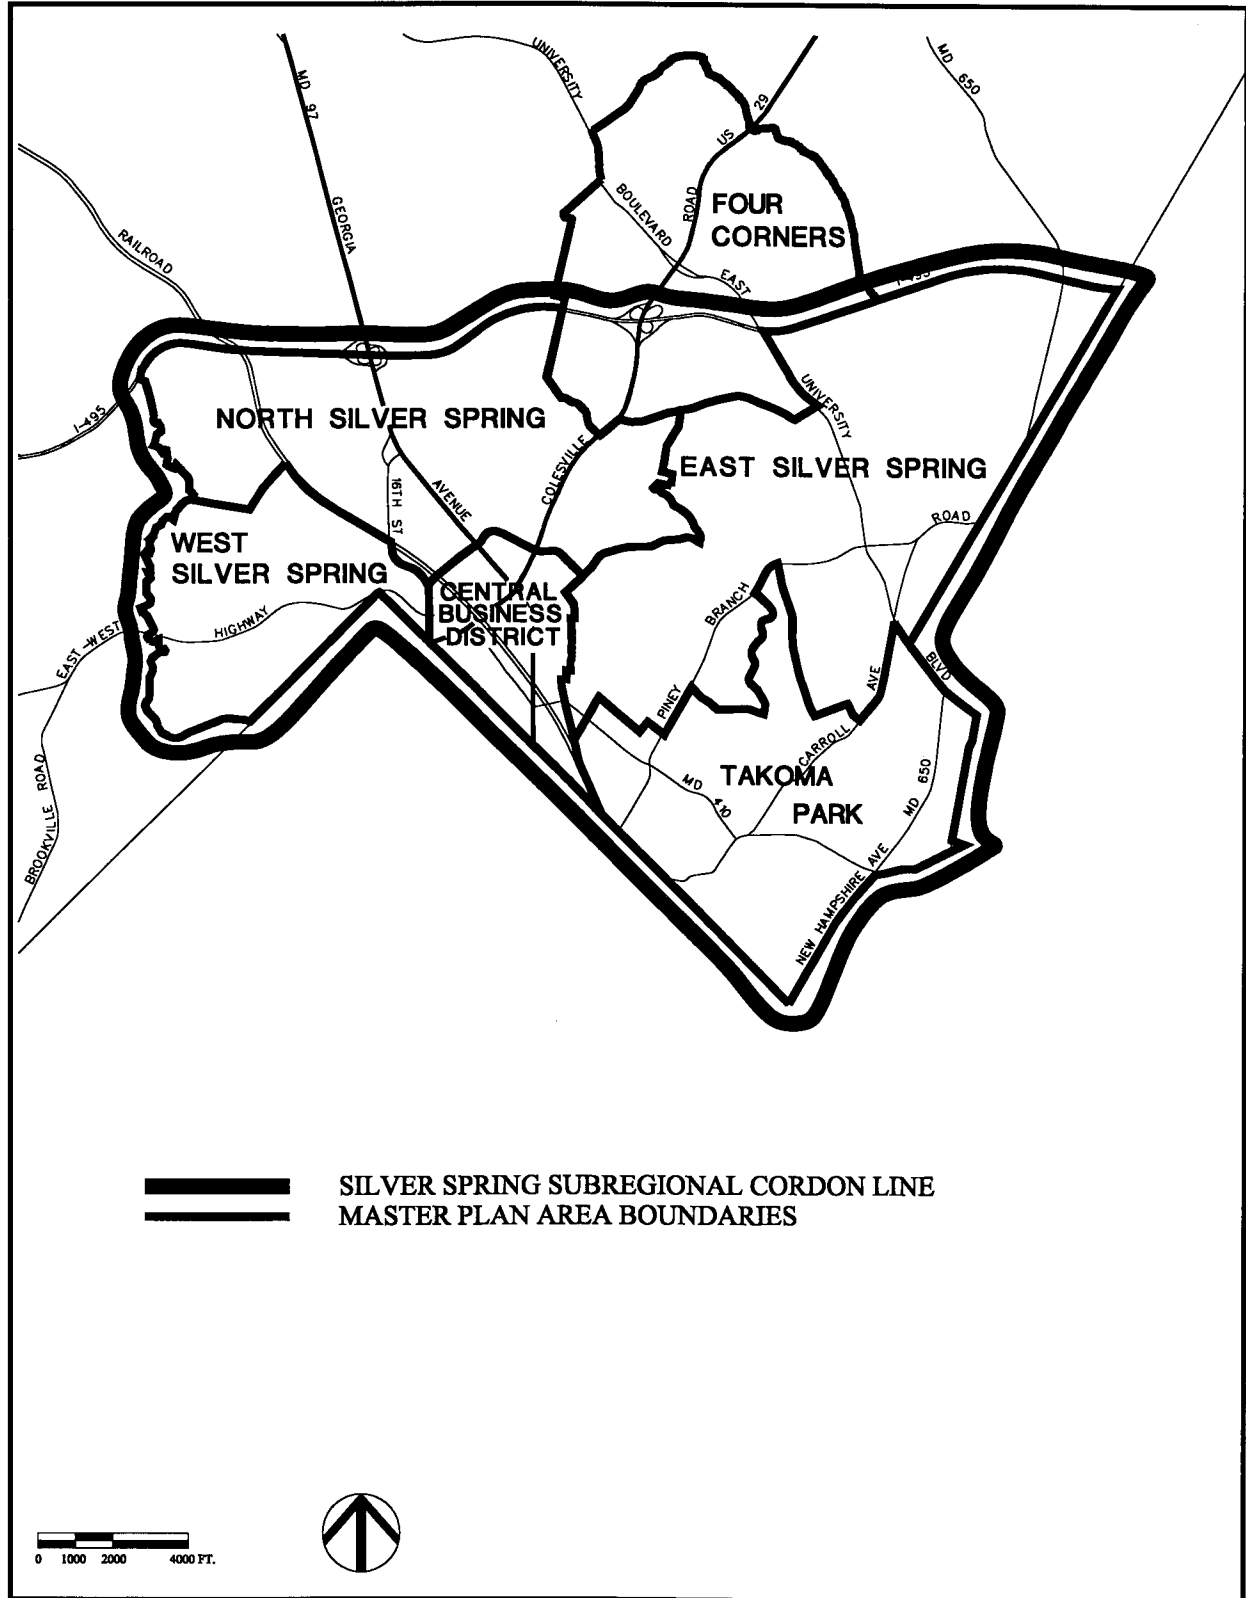 UNIVERSITY
MD 650
MD 97
US 29
ROAD
BOULEVARD
FOUR
CORNERS
GEORGIA
RAILROAD
EAST
I-495
I-495
NORTH SILVER SPRING
UNIVERSITY
COLESVILLE
EAST SILVER SPRING
16TH ST
AVENUE
ROAD
WEST
SILVER SPRING
CENTRAL
BUSINESS
DISTRICT
BRANCH
HIGHWAY
EAST-WEST
PINEY
AVE
BLVD
CARROLL
TAKOMA
PARK
MD 410
MD 650
BROOKVILLE ROAD
NEW HAMPSHIRE AVE
SILVER SPRING SUBREGIONAL CORDON LINE
MASTER PLAN AREA BOUNDARIES
0 1000 2000 4000 FT.